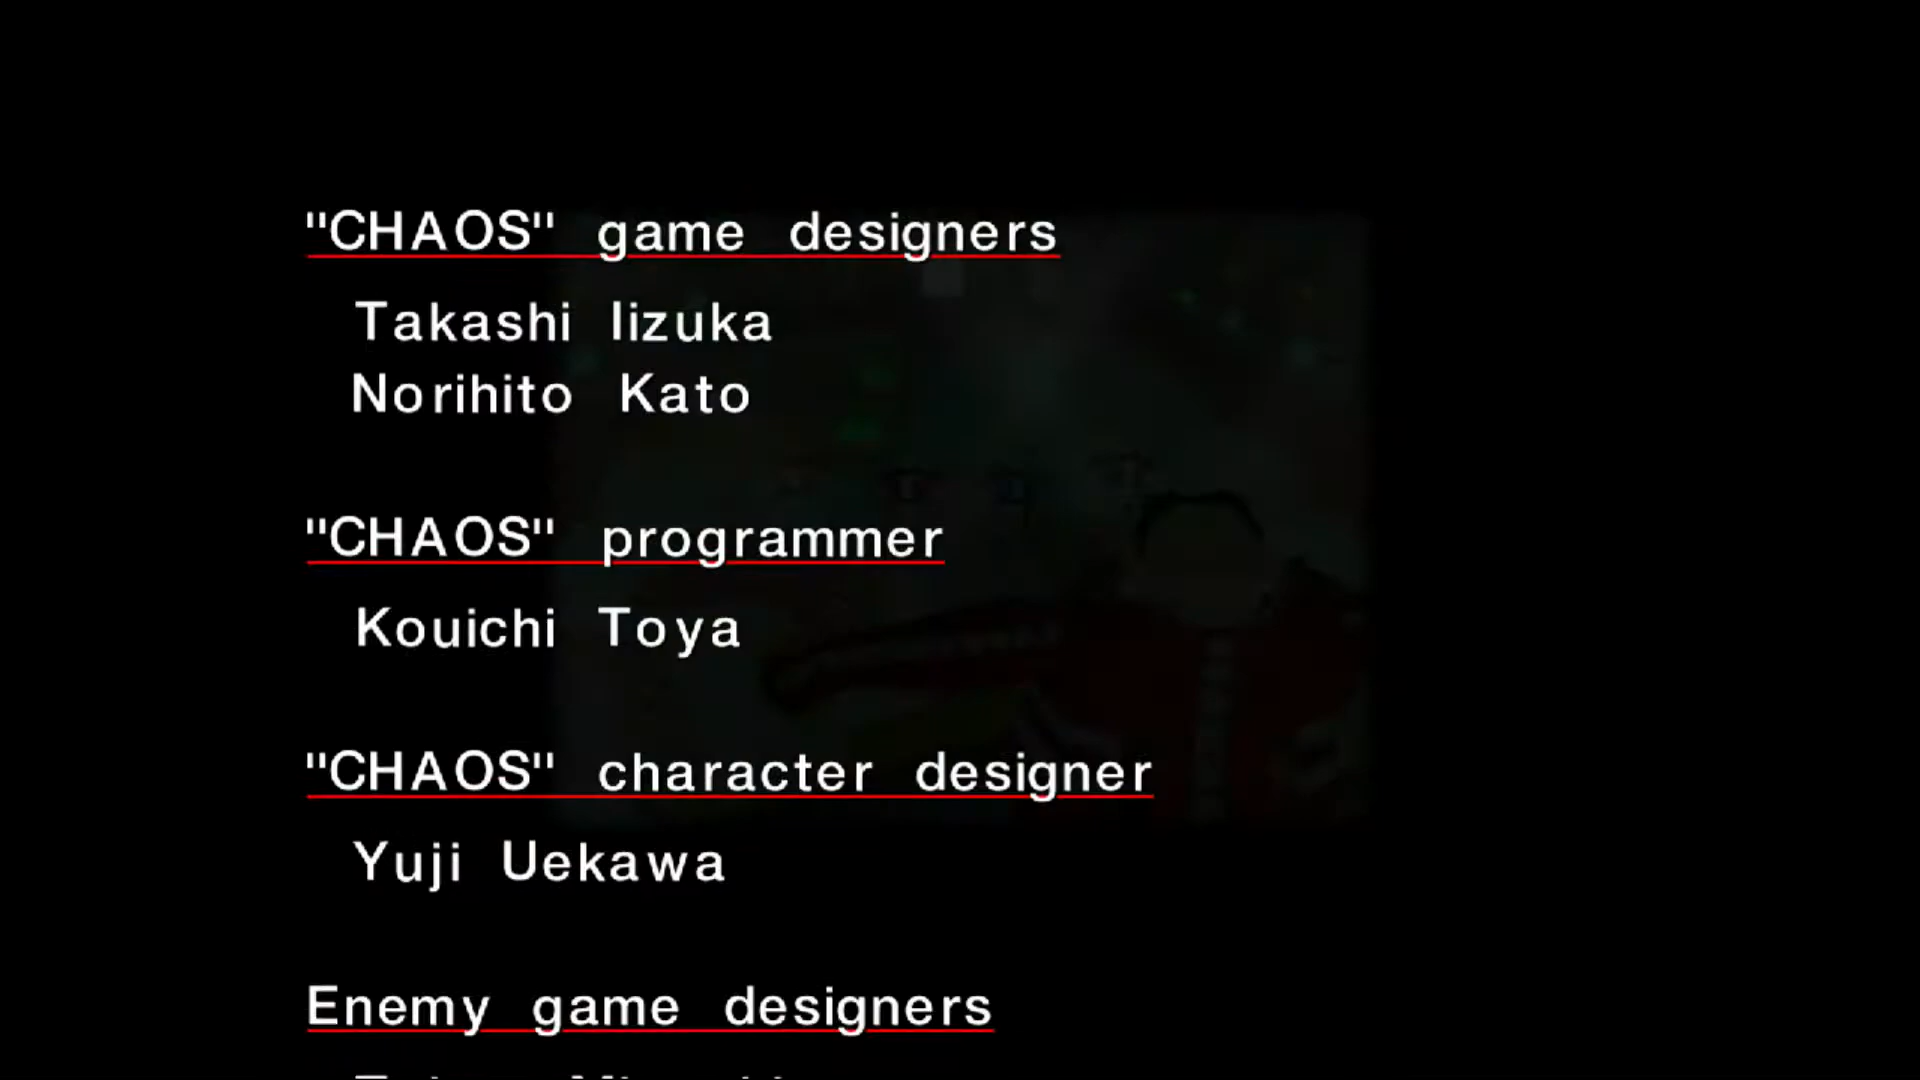 "CHAOS" game designers
Takashi Iizuka
Norihito Kato
"CHAOS" programmer
Kouichi Toya
"CHAOS" character designer
Yuji Uekawa
Enemy game designers